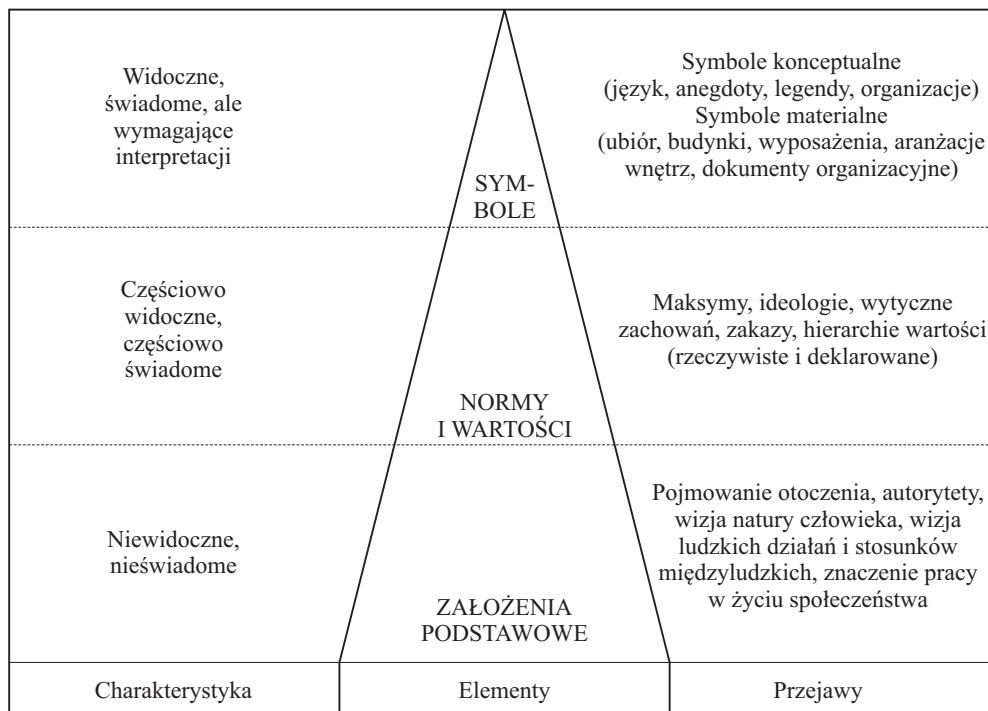 Widoczne,
świadome, ale
wymagające
interpretacji
SYM-
BOLE
Symbole konceptualne
(język, anegdoty, legendy, organizacje)
Symbole materialne
(ubiór, budynki, wyposażenia, aranżacje
wnętrz, dokumenty organizacyjne)
Częściowo
widoczne,
częściowo
świadome
NORMY
I WARTOŚCI
Maksymy, ideologie, wytyczne
zachowań, zakazy, hierarchie wartości
(rzeczywiste i deklarowane)
Niewidoczne,
nieświadome
ZAŁOŻENIA
PODSTAWOWE
Pojmowanie otoczenia, autorytety,
wizja natury człowieka, wizja
ludzkich działań i stosunków
międzyludzkich, znaczenie pracy
w życiu społeczeństwa
Charakterystyka
Elementy
Przejawy